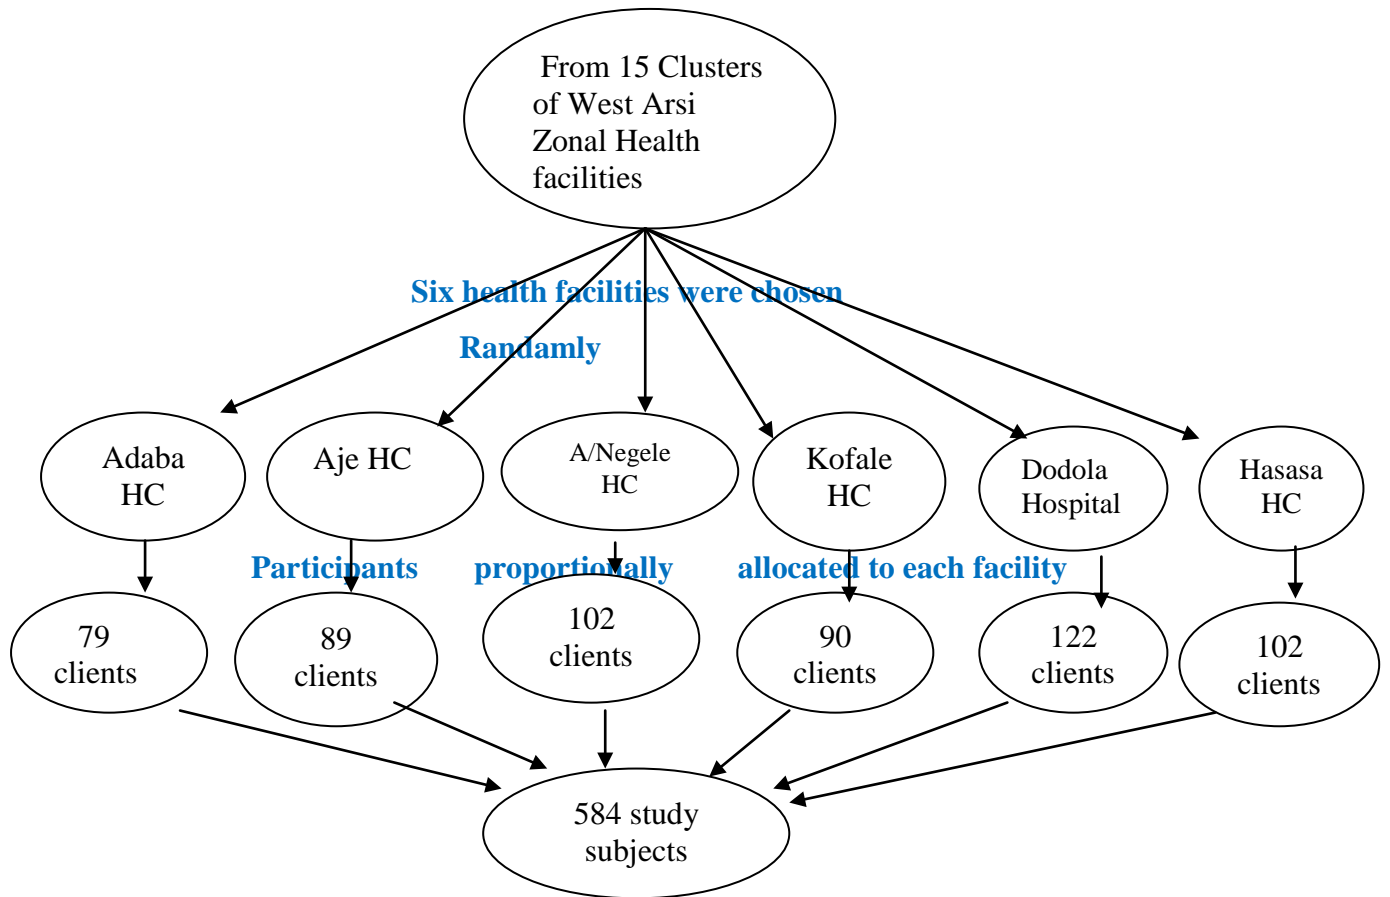 From 15 Clusters
of West Arsi
Zonal Health
facilities
Six health facilities were chosen
Randamly
Adaba
HC
Aje HC
A/Negele
HC
Kofale
HC
Dodola
Hospital
Hasasa
HC
Participants proportionally allocated to each facility
79
clients
89
clients
102
clients
90
clients
122
clients
102
clients
584 study
subjects